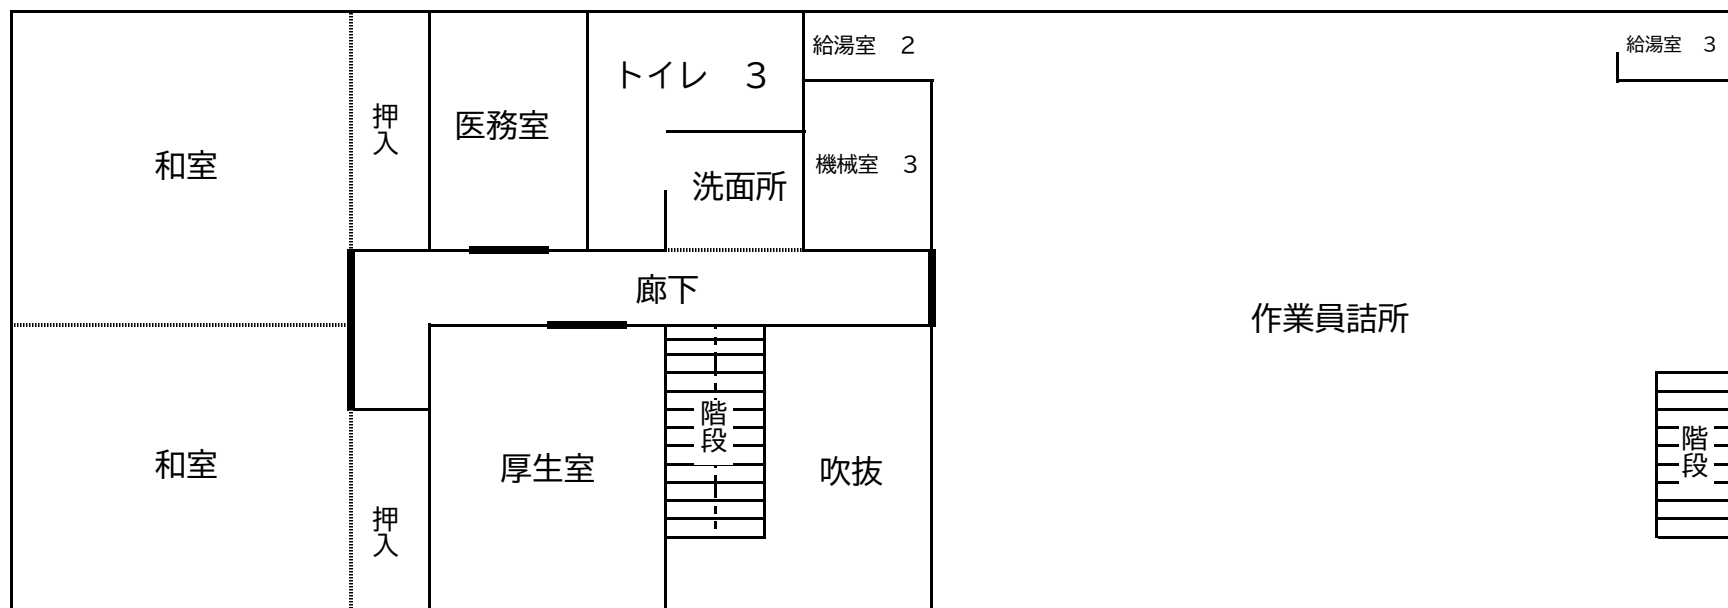 給湯室　２
給湯室　３
トイレ　３
押入
医務室
和室
機械室　３
洗面所
廊下
作業員詰所
階段
階段
和室
厚生室
吹抜
押入